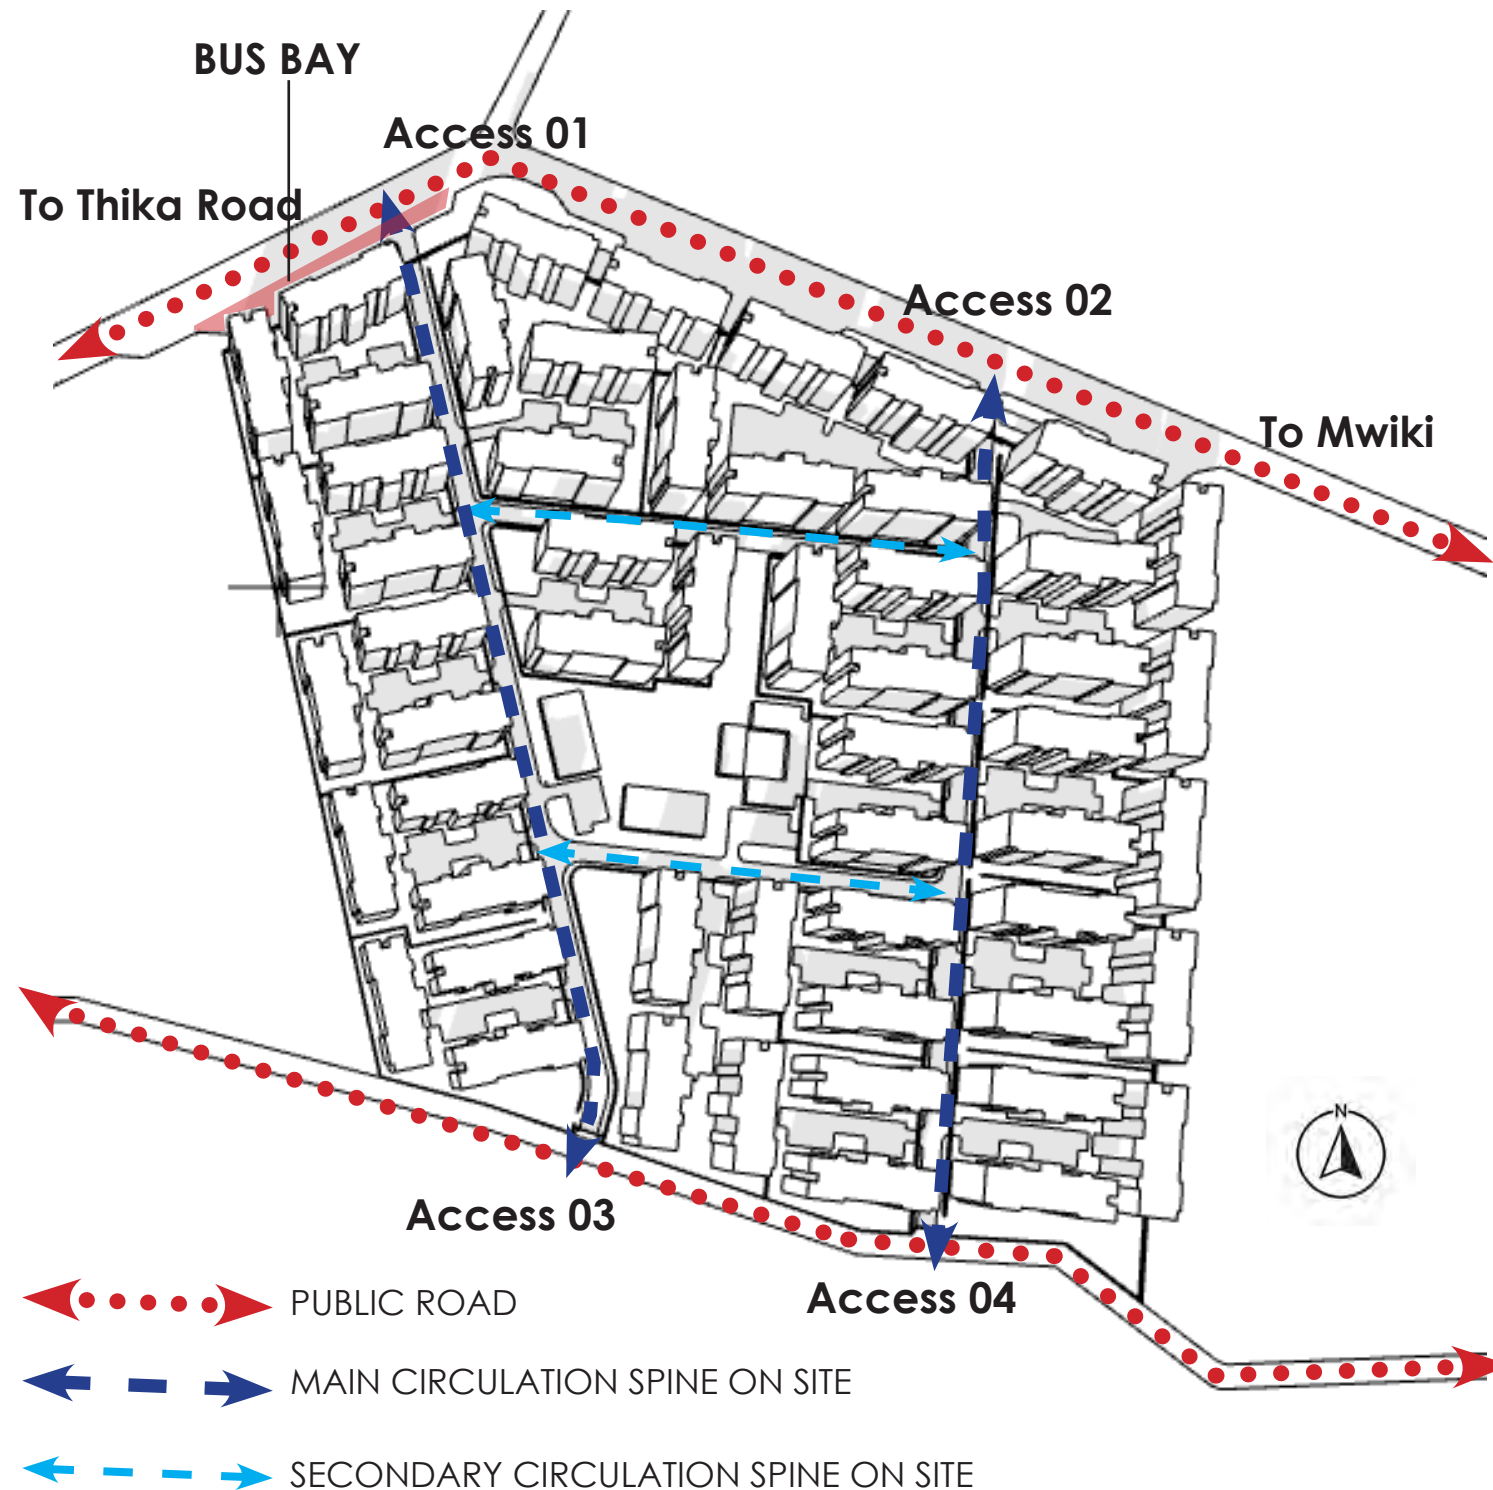 BUS BAY
Access 01
To Thika Road
Access 02
To Mwiki
N
Access 03
Access 04
PUBLIC ROAD
MAIN CIRCULATION SPINE ON SITE
SECONDARY CIRCULATION SPINE ON SITE